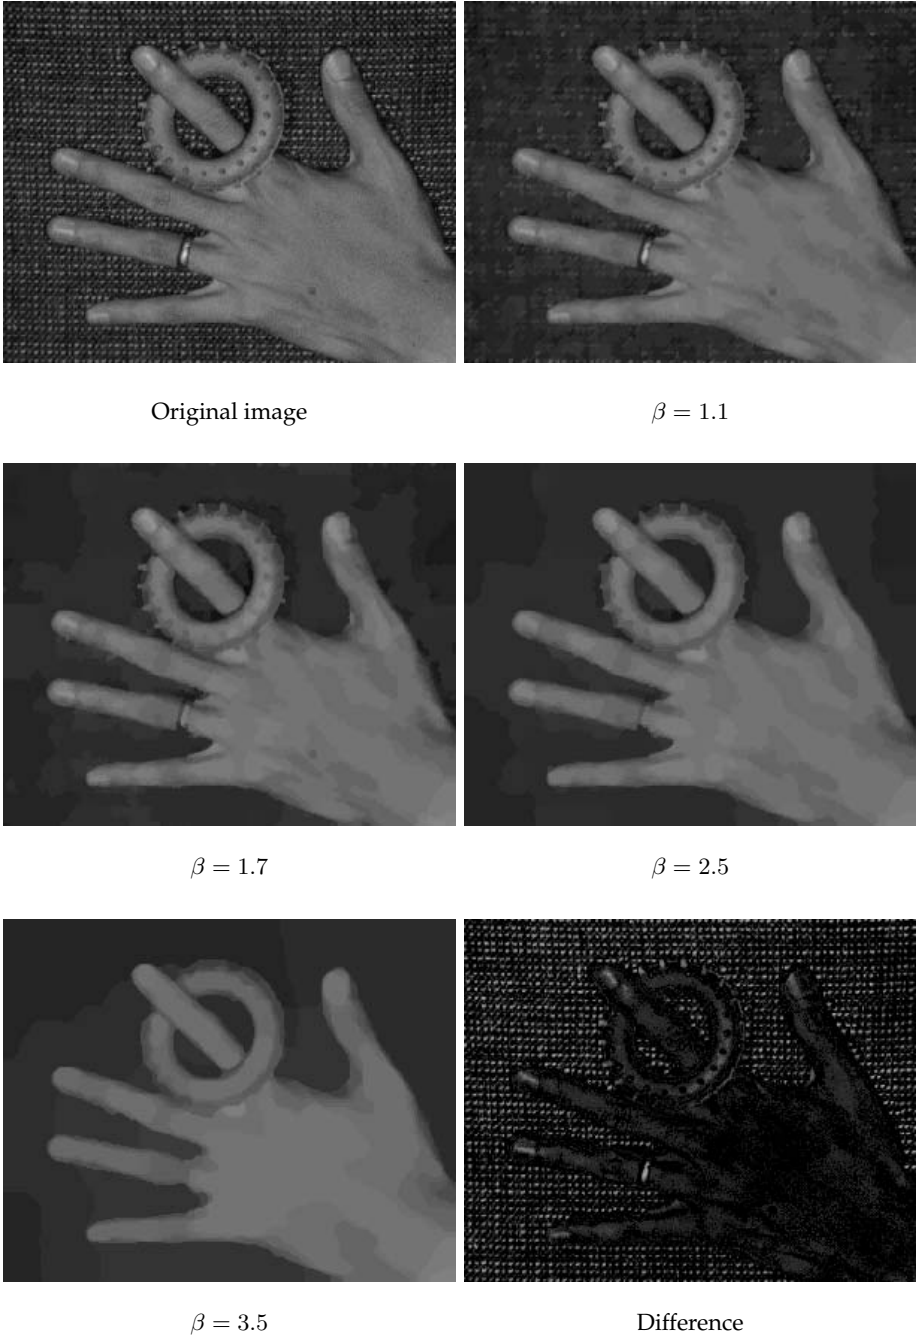 Original image
β = 1.1
β = 1.7
β = 2.5
β = 3.5
Difference